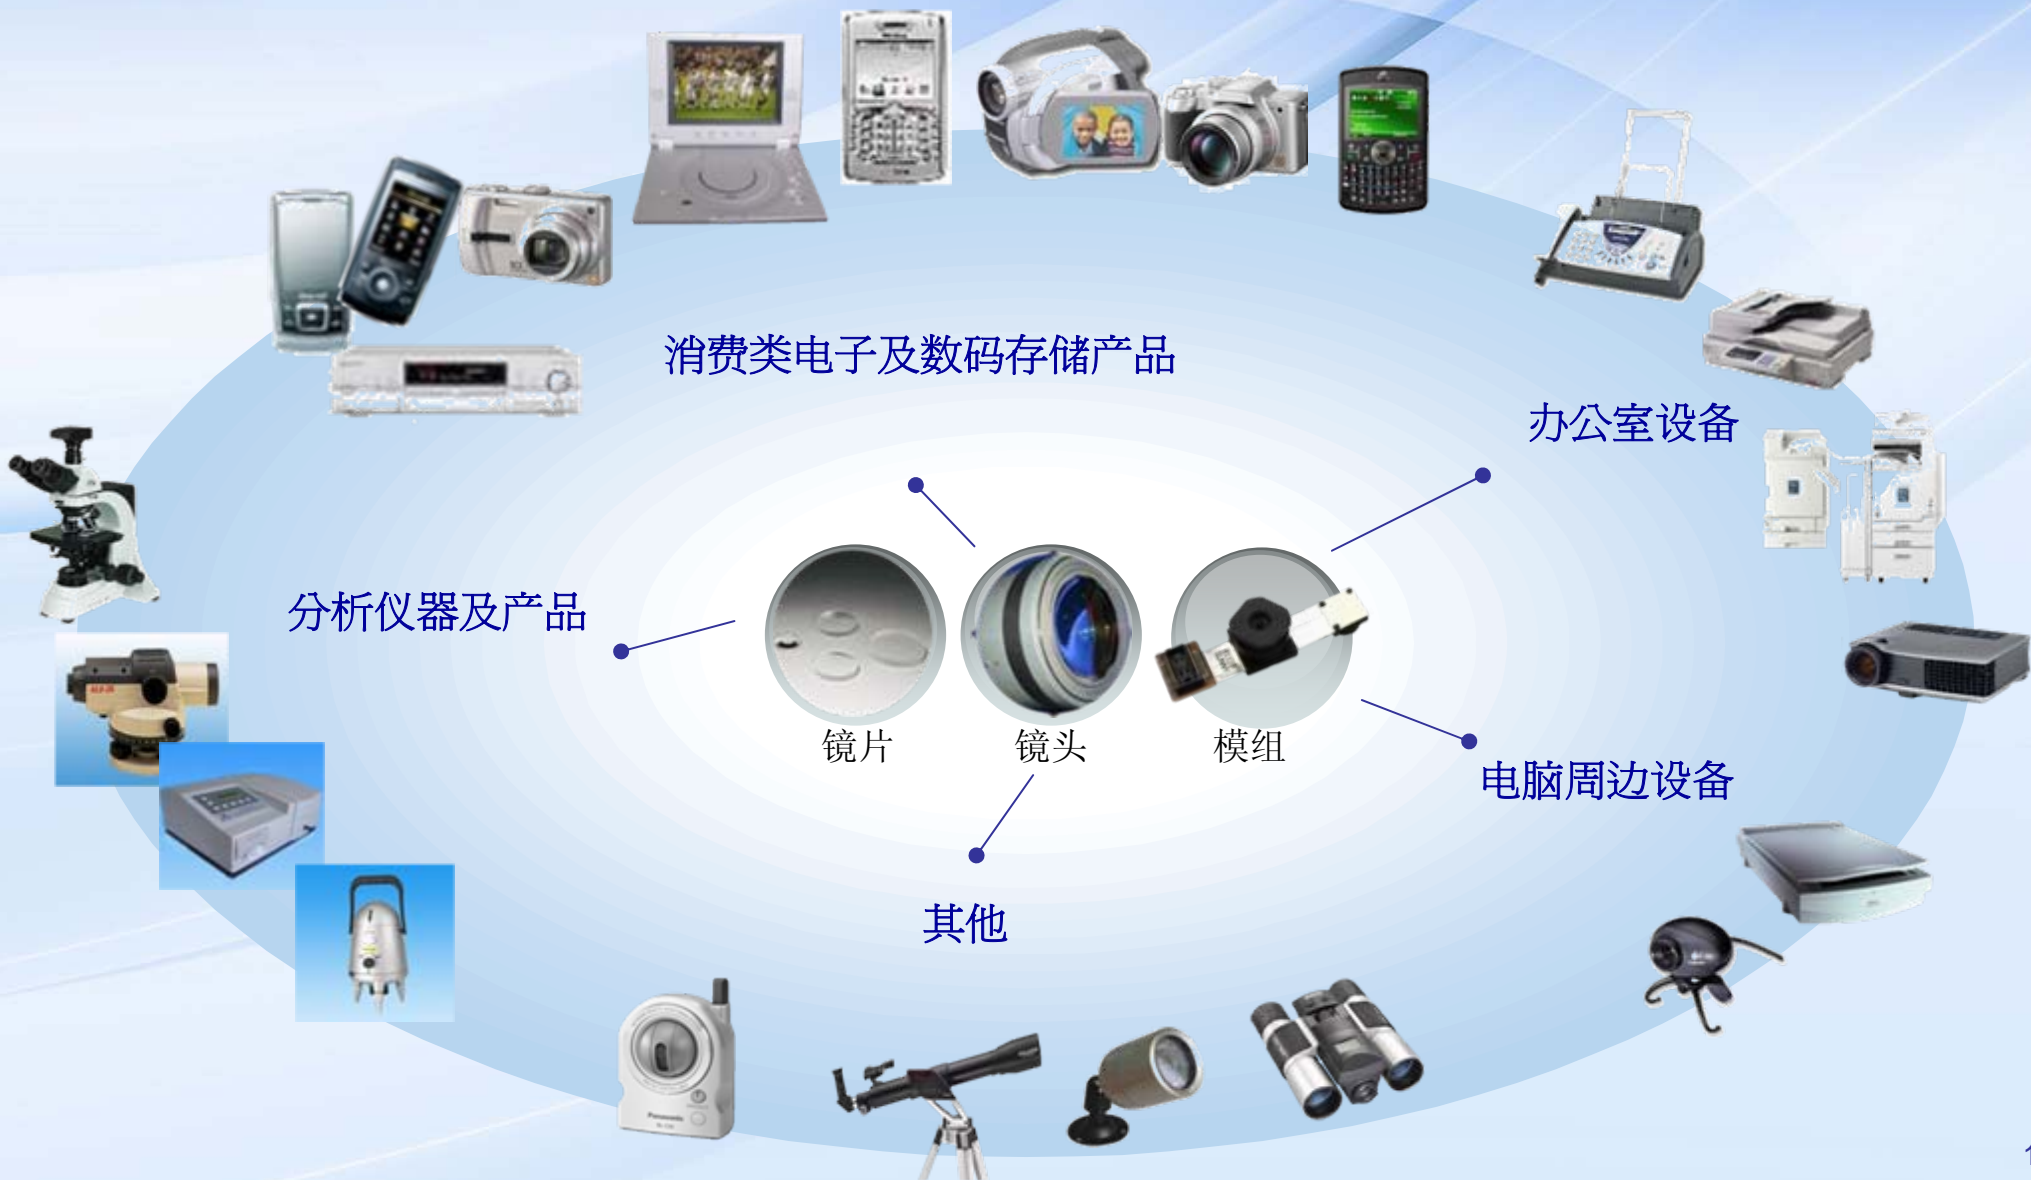 消费类电子及数码存储产品
办公室设备
分析仪器及产品
镜片
镜头
模组
电脑周边设备
其他
Panasonic